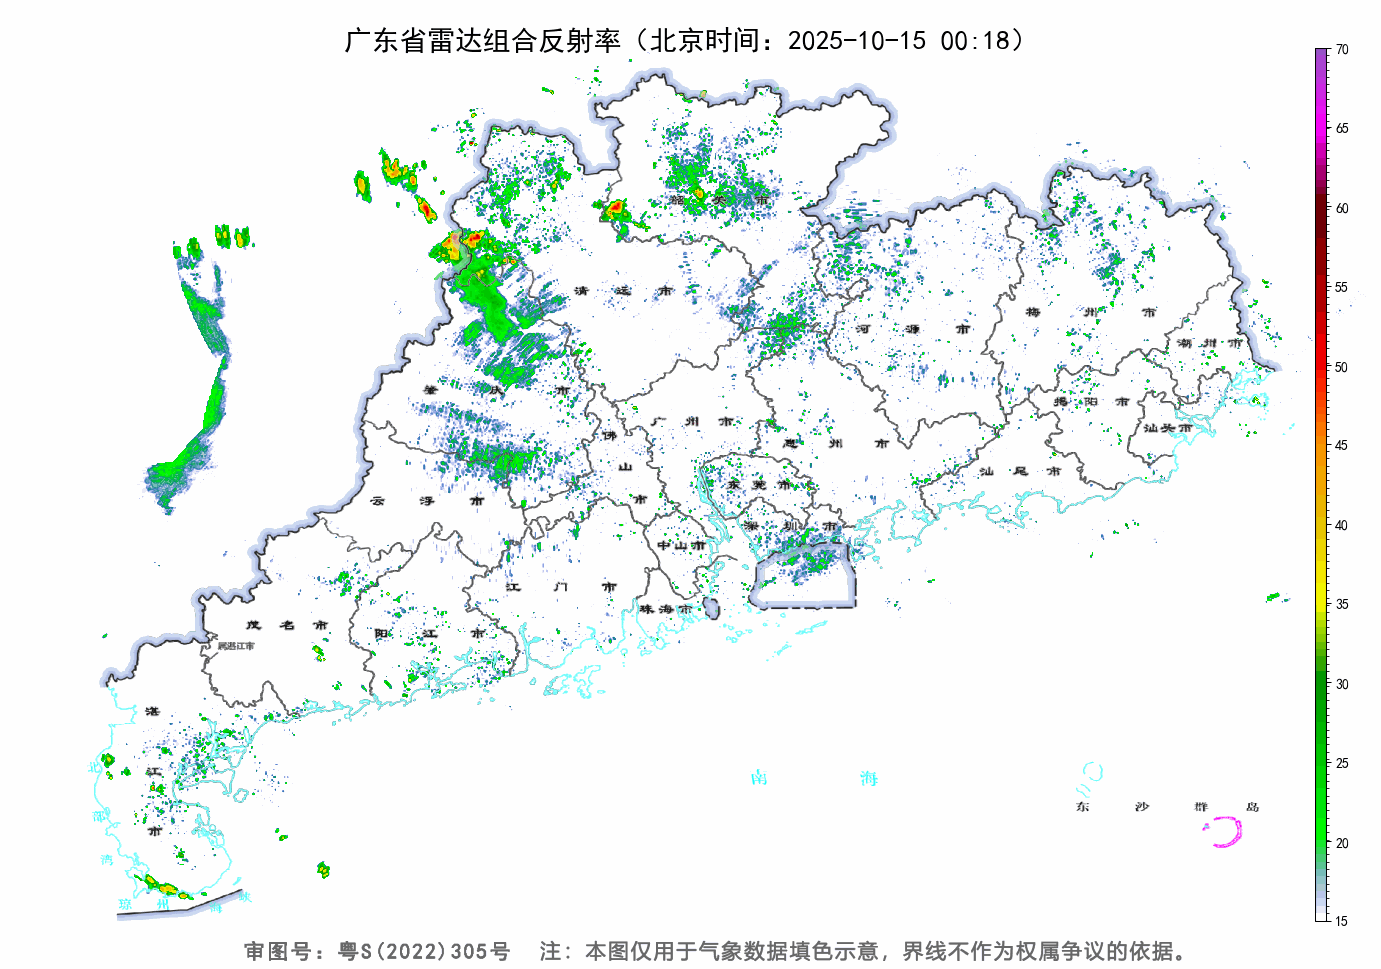 广东省雷达组合反射率（北京时间：2025-10-15 00:18）
70
65
60
55
50
45
40
35
30
25
20
15
韶关市
清远市
河源市
梅州市
潮州市
肇庆市
广州市
佛山市
惠州市
揭阳市
汕头市
汕尾市
云浮市
东莞市
深圳市
中山市
江门市
珠海市
茂名市
属湛江市
阳江市
湛江市
北部湾
琼州海峡
南海
东沙群岛
审图号：粤S(2022)305号 注：本图仅用于气象数据填色示意，界线不作为权属争议的依据。